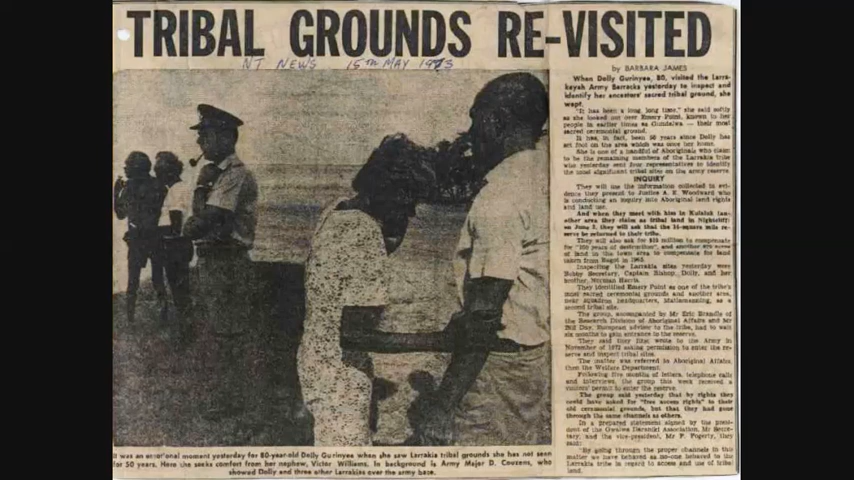 TRIBAL GROUNDS RE-VISITED
NT NEWS 15TH MAY 1973
by BARBARA JAMES
When Dolly Gurinyee, 80, visited the Larra-
keyah Army Barracks yesterday to inspect and
identify her ancestors' sacred tribal ground, she
wept.
"It has been a long, long time," she said softly
as she looked out over Emery Point, known to her
people in earlier times as Gundalwa — their most
sacred ceremonial ground.
It has, in fact, been 50 years since Dolly has
set foot on the area which was once her home.
She is one of a handful of Aboriginals who claim
to be the remaining members of the Larrakia tribe
who yesterday sent four representatives to identify
the most significant tribal sites on the army reserve.
INQUIRY
They will use the information collected in evi-
dence they present to Justice A. E. Woodward who
is conducting an inquiry into Aboriginal land rights
and land use.
And when they meet with him in Kulaluk (an-
other area they claim as tribal land in Nightcliff)
on June 2, they will ask that the square mile re-
serve be returned to their tribe.
They will also ask for million to compensate
for "100 years of destruction", and another acres
of land in the town area to compensate for land
taken from Bagot in
Inspecting the Larrakia sites yesterday were
Bobby Secretary, Captain Bishop, Dolly, and her
brother, Norman Harris.
They identified Emery Point as one of the tribe's
most sacred ceremonial grounds and another area,
near squadron headquarters, as a
second tribal site.
The group, accompanied by Mr Eric Brandle of
the Research Division of Aboriginal Affairs and Mr
Bill Day, European adviser to the tribe, had to wait
six months to gain entrance to the reserve.
They said they first wrote to the Army in
November of 1972 asking permission to enter the re-
serve and inspect tribal sites.
The matter was referred to Aboriginal Affairs,
then the Welfare Department.
Following five months of letters, telephone calls
and interviews, the group this week received a
visitors' permit to enter the reserve.
The group said yesterday that by rights they
could have asked for "free access rights" to their
old ceremonial grounds, but that they had gone
through the same channels as others.
In a prepared statement signed by the presi-
dent of the Gwalwa Daraniki Association, Mr Secre-
tary, and the vice-president, Mr F. Fogerty, they
said:
"By going through the proper channels in this
matter we have behaved as no-one behaved to the
Larrakia tribe in regard to access and use of tribal
land.
It was an emotional moment yesterday for 80-year-old Dolly Gurinyee when she saw Larrakia tribal grounds she has not seen
for 50 years. Here she seeks comfort from her nephew, Victor Williams. In background is Army Major D. Couzens, who
showed Dolly and three other Larrakias over the army base.